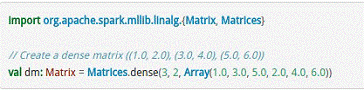 import org.apache.spark.mllib.linalg.{Matrix, Matrices}
// Create a dense matrix ((1.0, 2.0), (3.0, 4.0), (5.0, 6.0))
val dm: Matrix = Matrices.dense(3, 2, Array(1.0, 3.0, 5.0, 2.0, 4.0, 6.0))